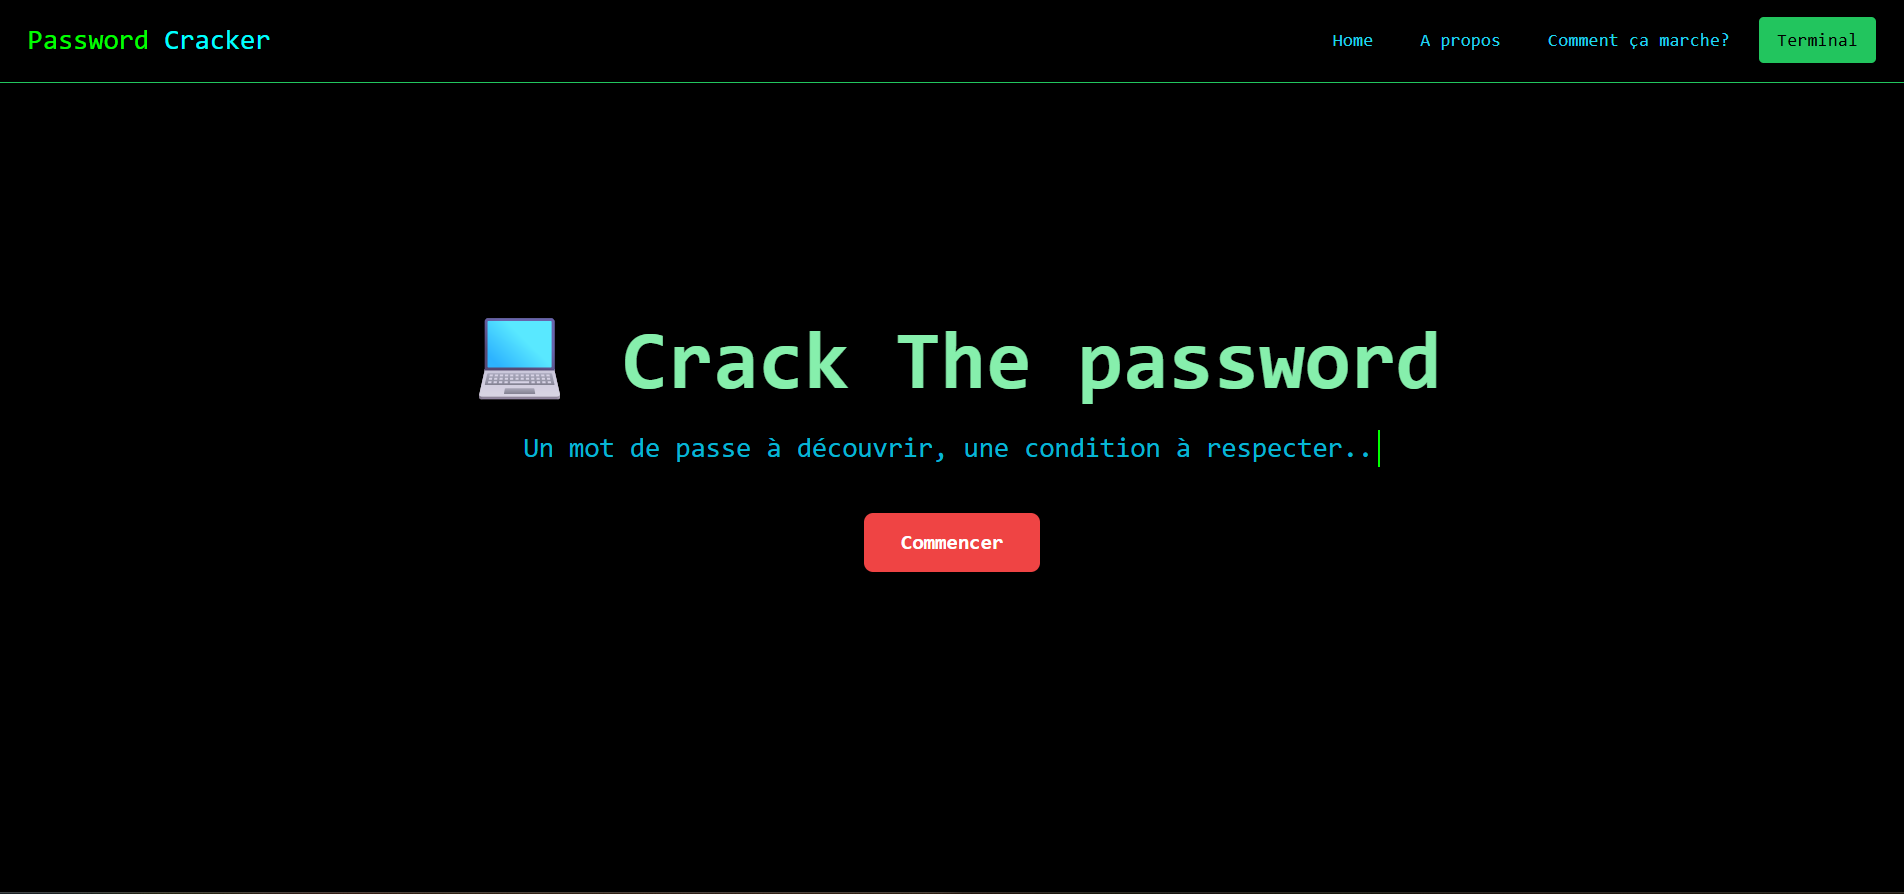 Password Cracker
Home
A propos
Comment ça marche?
Terminal
Crack The password
Un mot de passe à découvrir, une condition à respecter..
Commencer